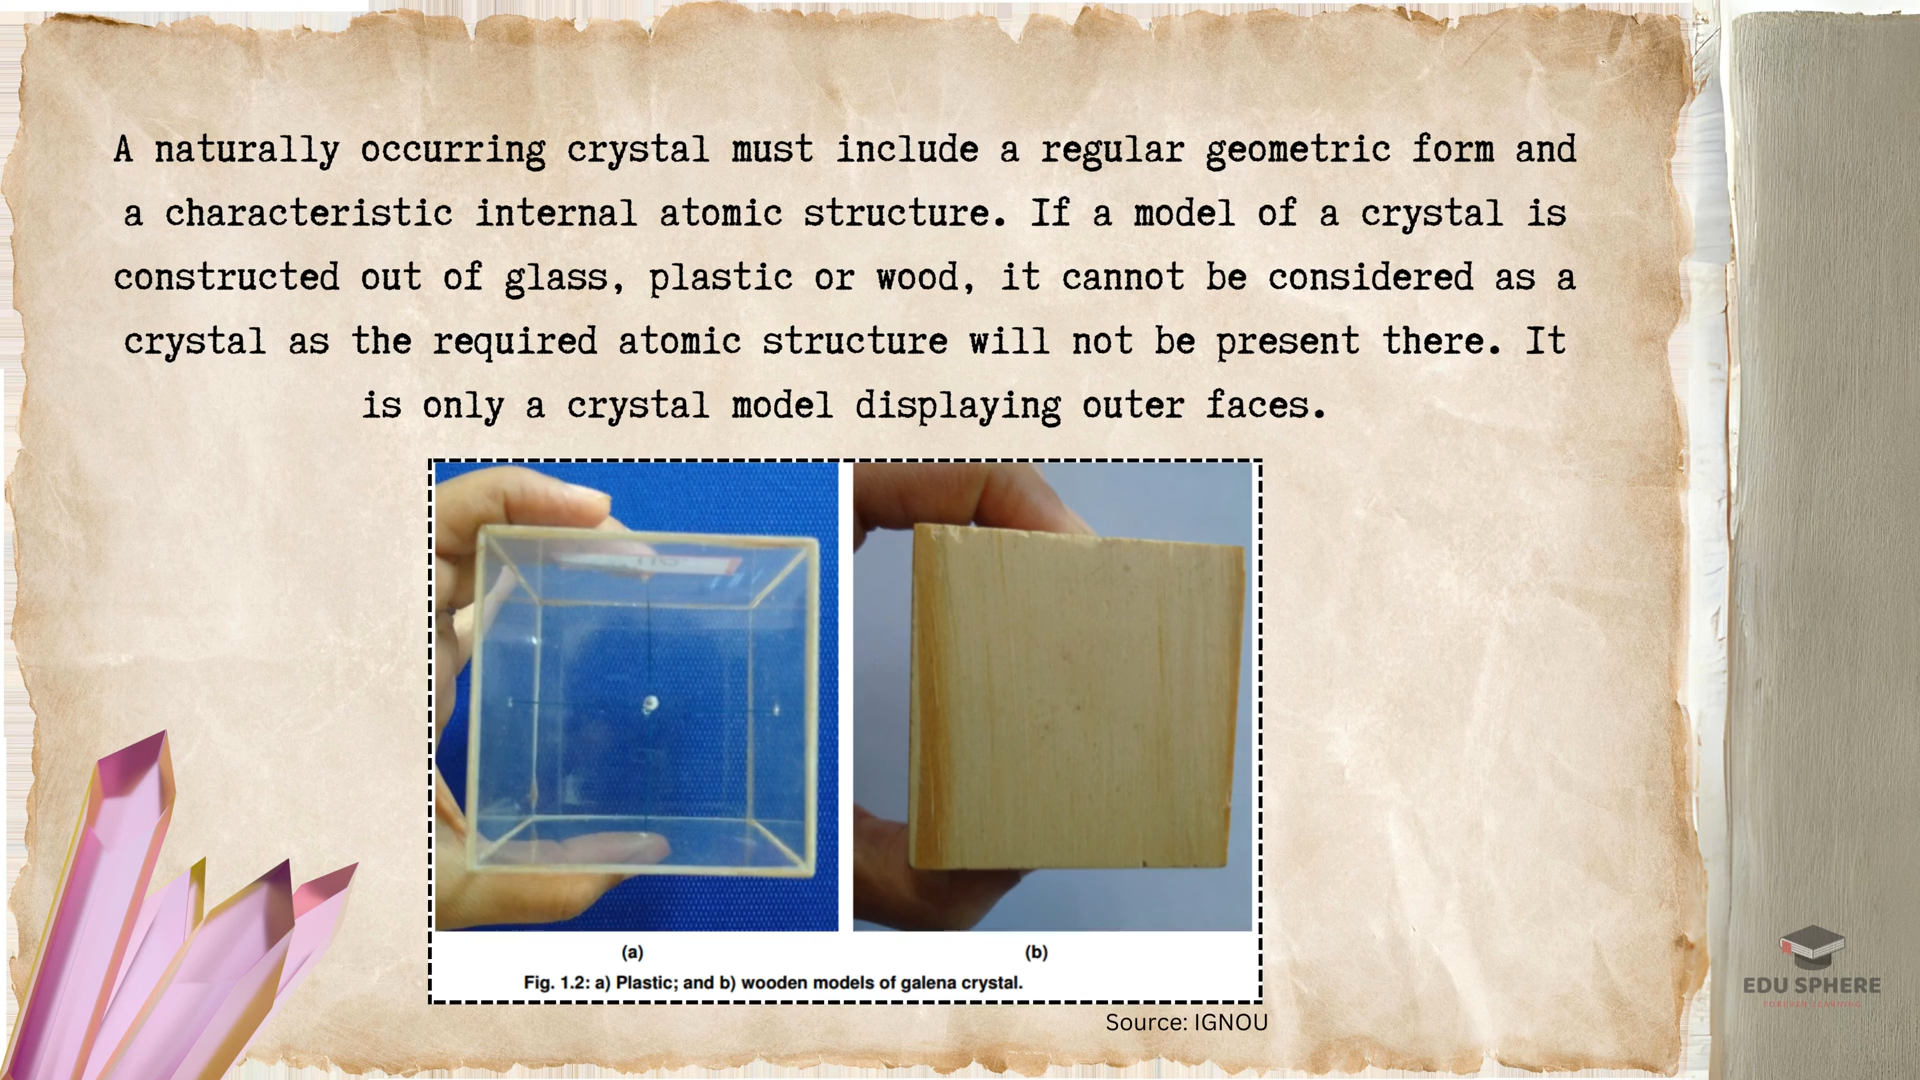 A naturally occurring crystal must include a regular geometric form and
a characteristic internal atomic structure. If a model of a crystal is
constructed out of glass, plastic or wood, it cannot be considered as a
crystal as the required atomic structure will not be present there. It
is only a crystal model displaying outer faces.
(a)
(b)
Fig. 1.2: a) Plastic; and b) wooden models of galena crystal.
Source: IGNOU
EDU SPHERE
FOREVER LEARNING